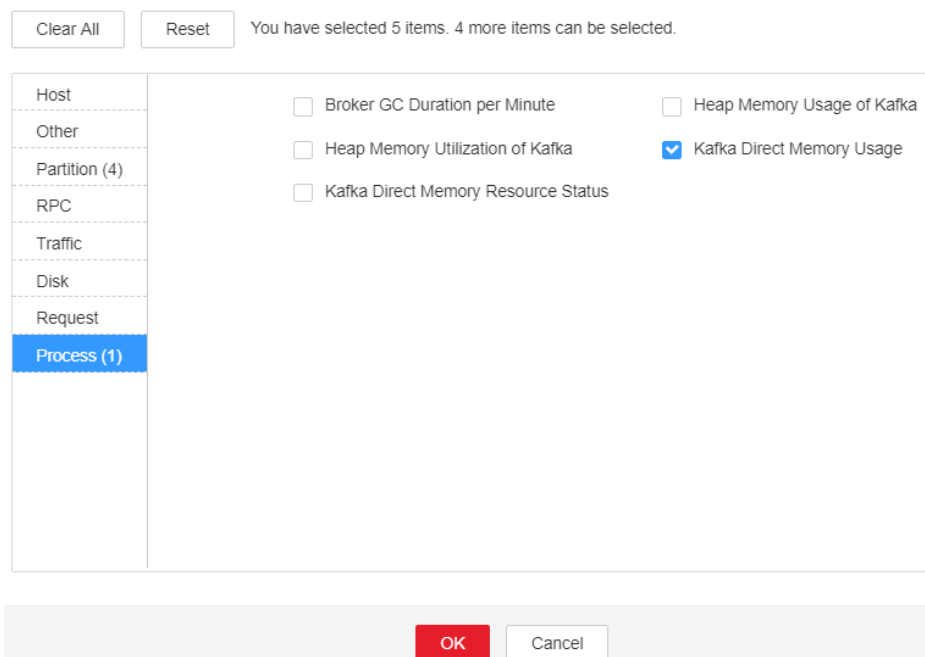 Clear All Reset You have selected 5 items. 4 more items can be selected.
Host
Other
Partition (4)
RPC
Traffic
Disk
Request
Process (1)
Broker GC Duration per Minute Heap Memory Usage of Kafka
Heap Memory Utilization of Kafka Kafka Direct Memory Usage
Kafka Direct Memory Resource Status
OK Cancel